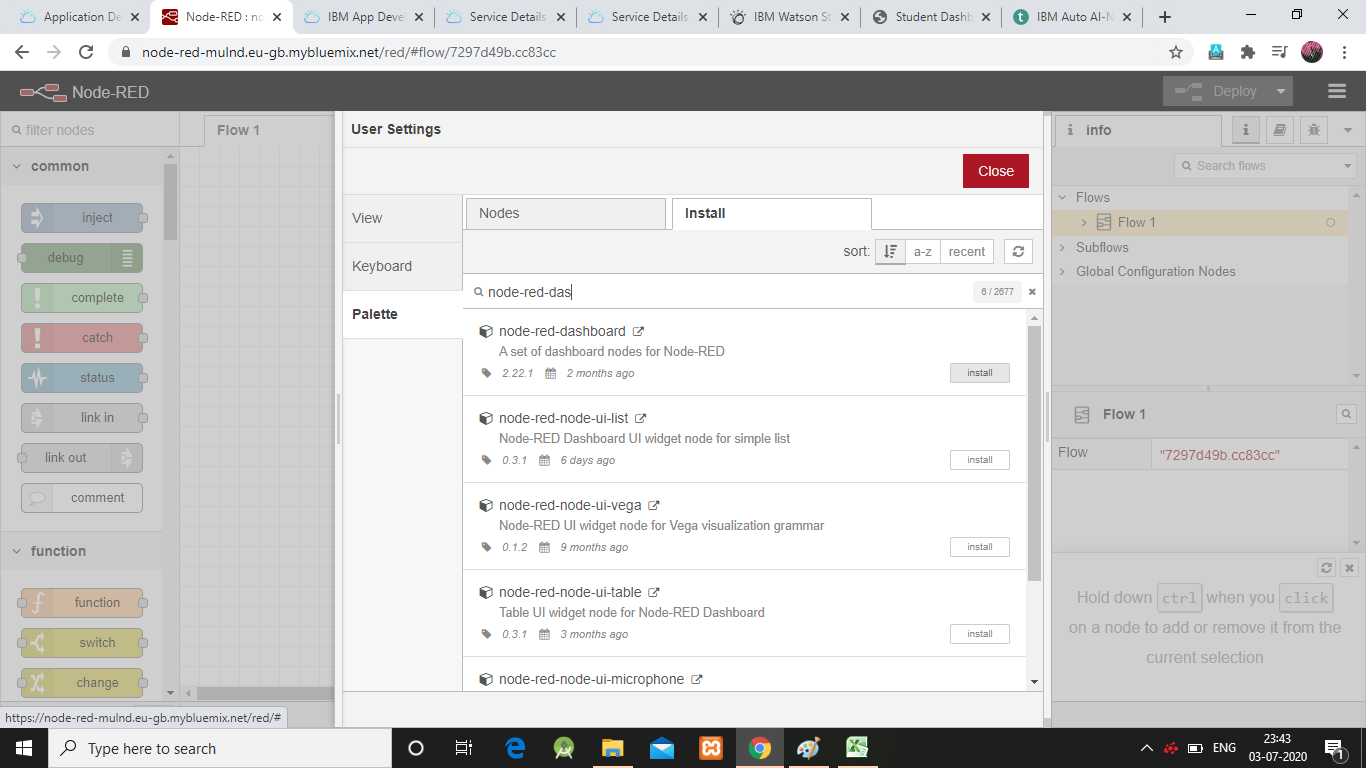 Application De
Node-RED : no
IBM App Devel
Service Details
Service Details
IBM Watson St
Student Dashb
IBM Auto AI-N
node-red-mulnd.eu-gb.mybluemix.net/red/#flow/7297d49b.cc83cc
Node-RED
Deploy
filter nodes
Flow 1
common
inject
debug
complete
catch
status
link in
link out
comment
function
function
switch
change
User Settings
Close
View
Keyboard
Palette
Nodes
Install
sort:
a-z
recent
node-red-das
6 / 2677
node-red-dashboard
A set of dashboard nodes for Node-RED
2.22.1 2 months ago
install
node-red-node-ui-list
Node-RED Dashboard UI widget node for simple list
0.3.1 6 days ago
install
node-red-node-ui-vega
Node-RED UI widget node for Vega visualization grammar
0.1.2 9 months ago
install
node-red-node-ui-table
Table UI widget node for Node-RED Dashboard
0.3.1 3 months ago
install
node-red-node-ui-microphone
info
Search flows
Flows
Flow 1
Subflows
Global Configuration Nodes
Flow 1
Flow "7297d49b.cc83cc"
Hold down ctrl when you click
on a node to add or remove it from the
current selection
https://node-red-mulnd.eu-gb.mybluemix.net/red/#
Type here to search
ENG
23:43
03-07-2020
1